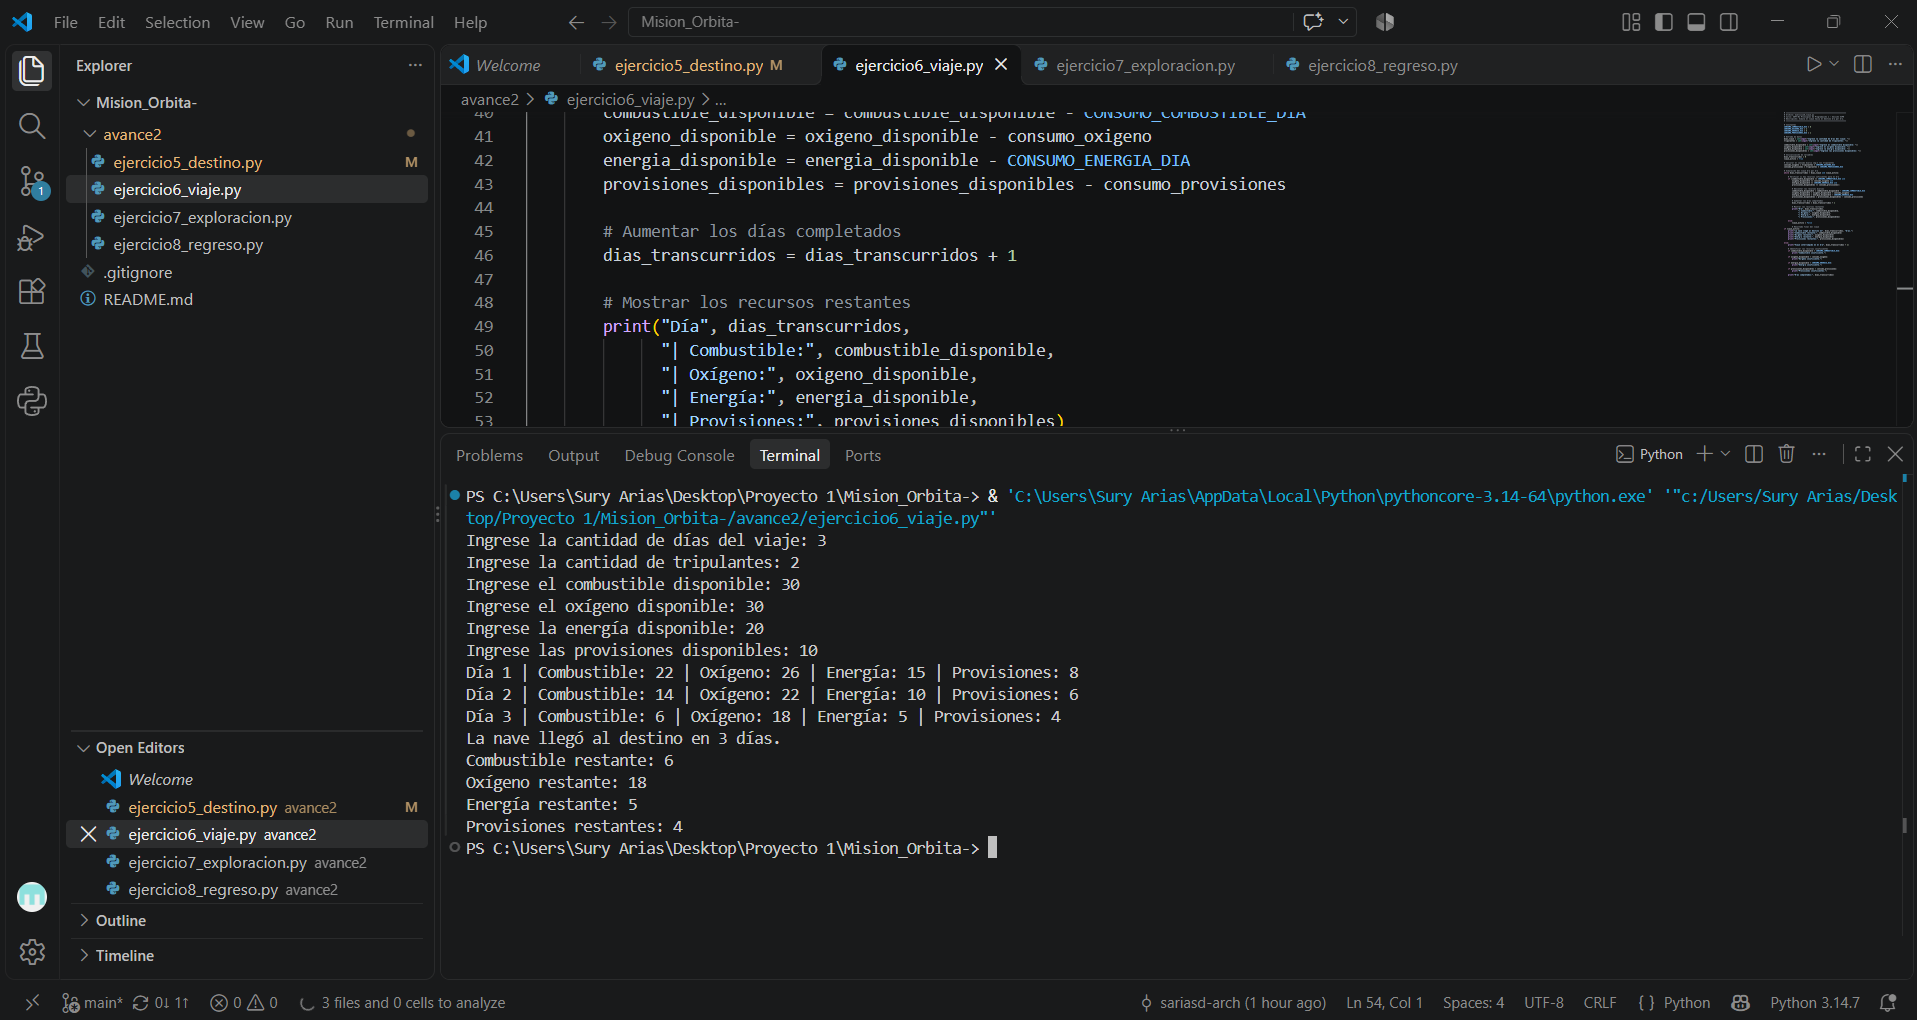 File Edit Selection View Go Run Terminal Help
Mision_Orbita-
Explorer
Mision_Orbita-
avance2
ejercicio5_destino.py M
ejercicio6_viaje.py
ejercicio7_exploracion.py
ejercicio8_regreso.py
.gitignore
README.md
1
Open Editors
Welcome
ejercicio5_destino.py avance2 M
ejercicio6_viaje.py avance2
ejercicio7_exploracion.py avance2
ejercicio8_regreso.py avance2
Outline
Timeline
Welcome ejercicio5_destino.py M ejercicio6_viaje.py ejercicio7_exploracion.py ejercicio8_regreso.py
avance2 > ejercicio6_viaje.py > ...
40 combustible_disponible = combustible_disponible - CONSUMO_COMBUSTIBLE_DIA
41 oxigeno_disponible = oxigeno_disponible - consumo_oxigeno
42 energia_disponible = energia_disponible - CONSUMO_ENERGIA_DIA
43 provisiones_disponibles = provisiones_disponibles - consumo_provisiones
44
45 # Aumentar los días completados
46 dias_transcurridos = dias_transcurridos + 1
47
48 # Mostrar los recursos restantes
49 print("Día", dias_transcurridos,
50 "| Combustible:", combustible_disponible,
51 "| Oxígeno:", oxigeno_disponible,
52 "| Energía:", energia_disponible,
53 "| Provisiones:", provisiones_disponibles)
Problems Output Debug Console Terminal Ports
Python
PS C:\Users\Sury Arias\Desktop\Proyecto 1\Mision_Orbita-> & 'C:\Users\Sury Arias\AppData\Local\Python\pythoncore-3.14-64\python.exe' '"c:/Users/Sury Arias/Desk
top/Proyecto 1/Mision_Orbita-/avance2/ejercicio6_viaje.py"'
Ingrese la cantidad de días del viaje: 3
Ingrese la cantidad de tripulantes: 2
Ingrese el combustible disponible: 30
Ingrese el oxígeno disponible: 30
Ingrese la energía disponible: 20
Ingrese las provisiones disponibles: 10
Día 1 | Combustible: 22 | Oxígeno: 26 | Energía: 15 | Provisiones: 8
Día 2 | Combustible: 14 | Oxígeno: 22 | Energía: 10 | Provisiones: 6
Día 3 | Combustible: 6 | Oxígeno: 18 | Energía: 5 | Provisiones: 4
La nave llegó al destino en 3 días.
Combustible restante: 6
Oxígeno restante: 18
Energía restante: 5
Provisiones restantes: 4
PS C:\Users\Sury Arias\Desktop\Proyecto 1\Mision_Orbita->
main* 0↓ 1↑ 0 0 3 files and 0 cells to analyze sariasd-arch (1 hour ago) Ln 54, Col 1 Spaces: 4 UTF-8 CRLF { } Python Python 3.14.7